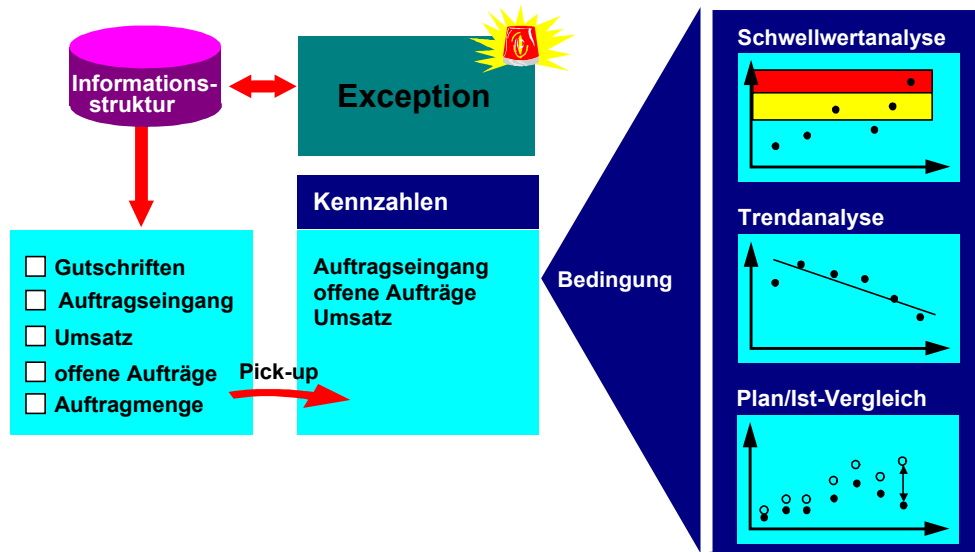 Informations-
struktur
Exception
Kennzahlen
Gutschriften
Auftragseingang
Umsatz
offene Aufträge
Auftragmenge
Pick-up
Auftragseingang
offene Aufträge
Umsatz
Bedingung
Schwellwertanalyse
Trendanalyse
Plan/Ist-Vergleich